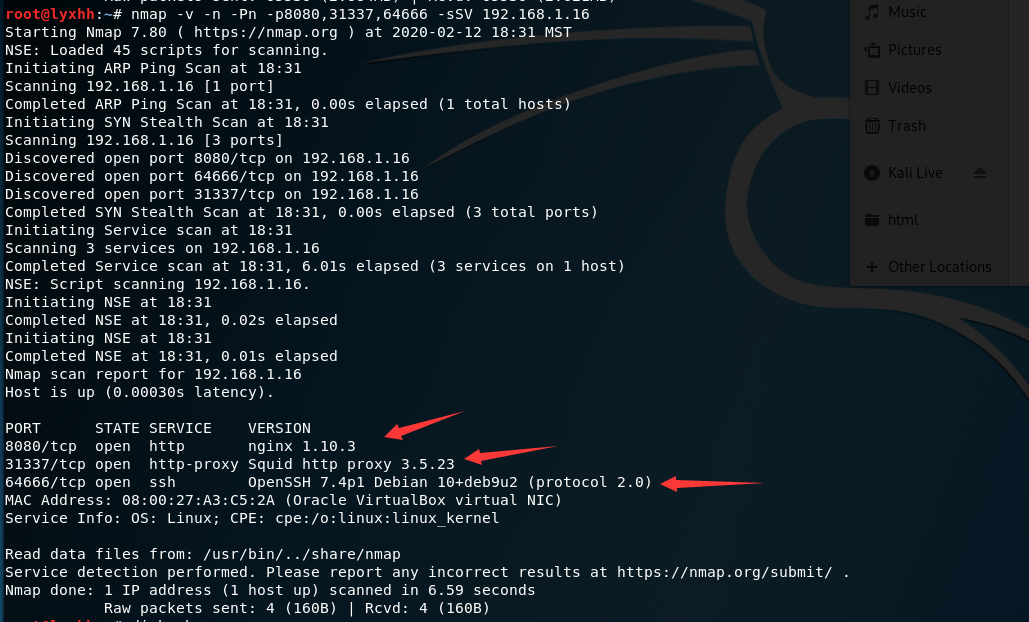 root@lyxhh:~# nmap -v -n -Pn -p8080,31337,64666 -sSV 192.168.1.16
Starting Nmap 7.80 ( https://nmap.org ) at 2020-02-12 18:31 MST
NSE: Loaded 45 scripts for scanning.
Initiating ARP Ping Scan at 18:31
Scanning 192.168.1.16 [1 port]
Completed ARP Ping Scan at 18:31, 0.00s elapsed (1 total hosts)
Initiating SYN Stealth Scan at 18:31
Scanning 192.168.1.16 [3 ports]
Discovered open port 8080/tcp on 192.168.1.16
Discovered open port 64666/tcp on 192.168.1.16
Discovered open port 31337/tcp on 192.168.1.16
Completed SYN Stealth Scan at 18:31, 0.00s elapsed (3 total ports)
Initiating Service scan at 18:31
Scanning 3 services on 192.168.1.16
Completed Service scan at 18:31, 6.01s elapsed (3 services on 1 host)
NSE: Script scanning 192.168.1.16.
Initiating NSE at 18:31
Completed NSE at 18:31, 0.02s elapsed
Initiating NSE at 18:31
Completed NSE at 18:31, 0.01s elapsed
Nmap scan report for 192.168.1.16
Host is up (0.00030s latency).
PORT      STATE SERVICE    VERSION
8080/tcp  open  http       nginx 1.10.3
31337/tcp open  http-proxy Squid http proxy 3.5.23
64666/tcp open  ssh        OpenSSH 7.4p1 Debian 10+deb9u2 (protocol 2.0)
MAC Address: 08:00:27:A3:C5:2A (Oracle VirtualBox virtual NIC)
Service Info: OS: Linux; CPE: cpe:/o:linux:linux_kernel
Read data files from: /usr/bin/../share/nmap
Service detection performed. Please report any incorrect results at https://nmap.org/submit/ .
Nmap done: 1 IP address (1 host up) scanned in 6.59 seconds
Raw packets sent: 4 (160B) | Rcvd: 4 (160B)
Music
Pictures
Videos
Trash
Kali Live
html
+ Other Locations